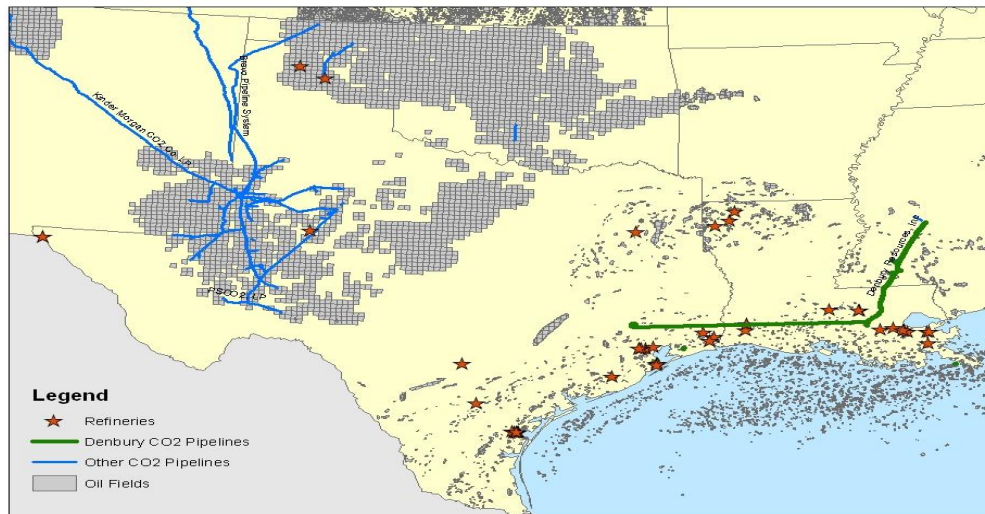 Bravo Pipeline System
Kinder Morgan CO2 Co. LP
Denbury Resources, Inc
PSCO2, LP
Legend
Refineries
Denbury CO2 Pipelines
Other CO2 Pipelines
Oil Fields